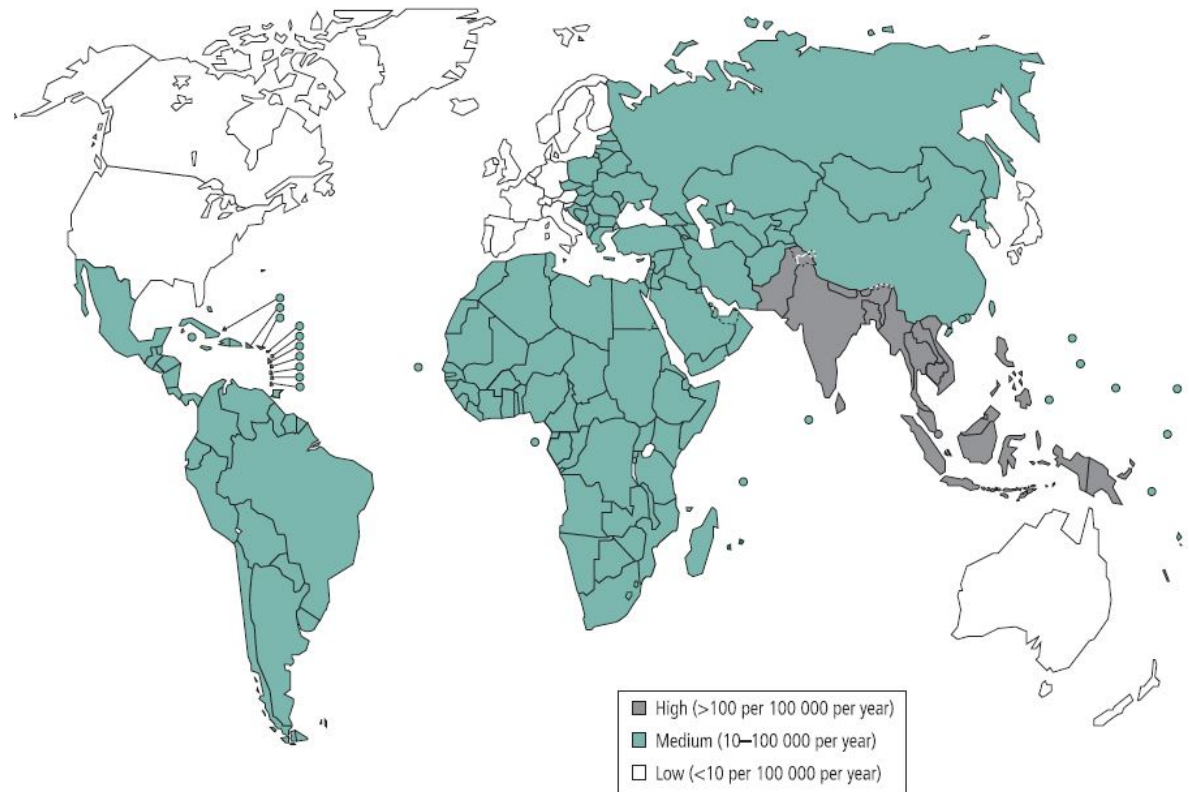 High (>100 per 100 000 per year)
Medium (10–100 000 per year)
Low (<10 per 100 000 per year)